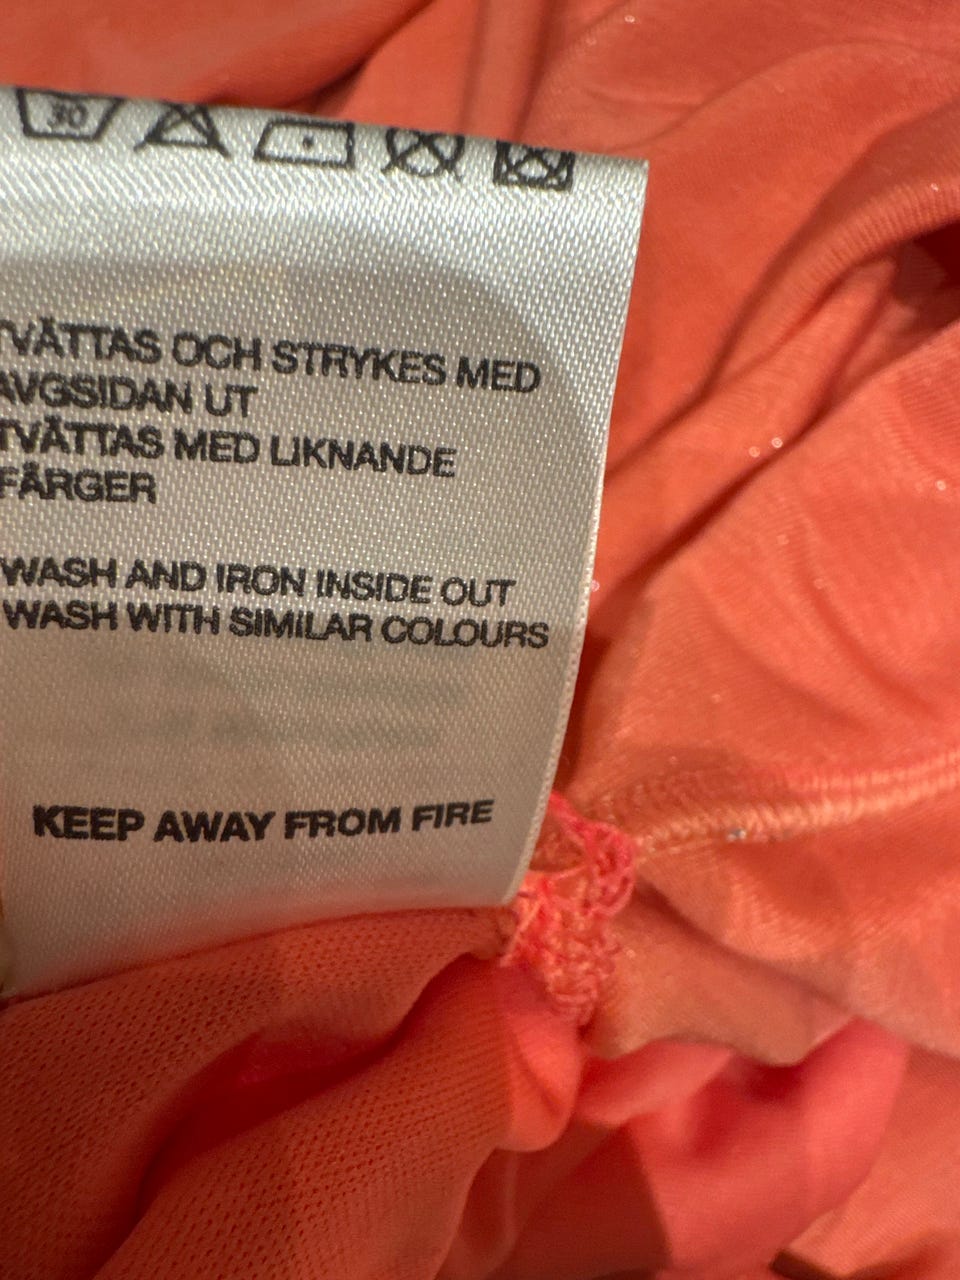 30
TVÄTTAS OCH STRYKES MED
AVGSIDAN UT
TVÄTTAS MED LIKNANDE
FÄRGER
WASH AND IRON INSIDE OUT
WASH WITH SIMILAR COLOURS
KEEP AWAY FROM FIRE